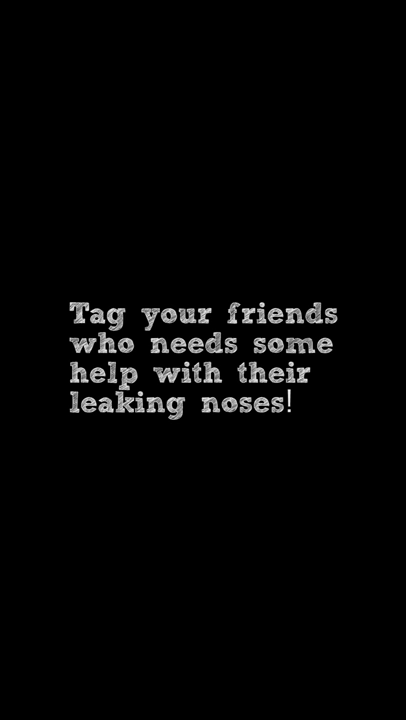 Tag your friends
who needs some
help with their
leaking noses!